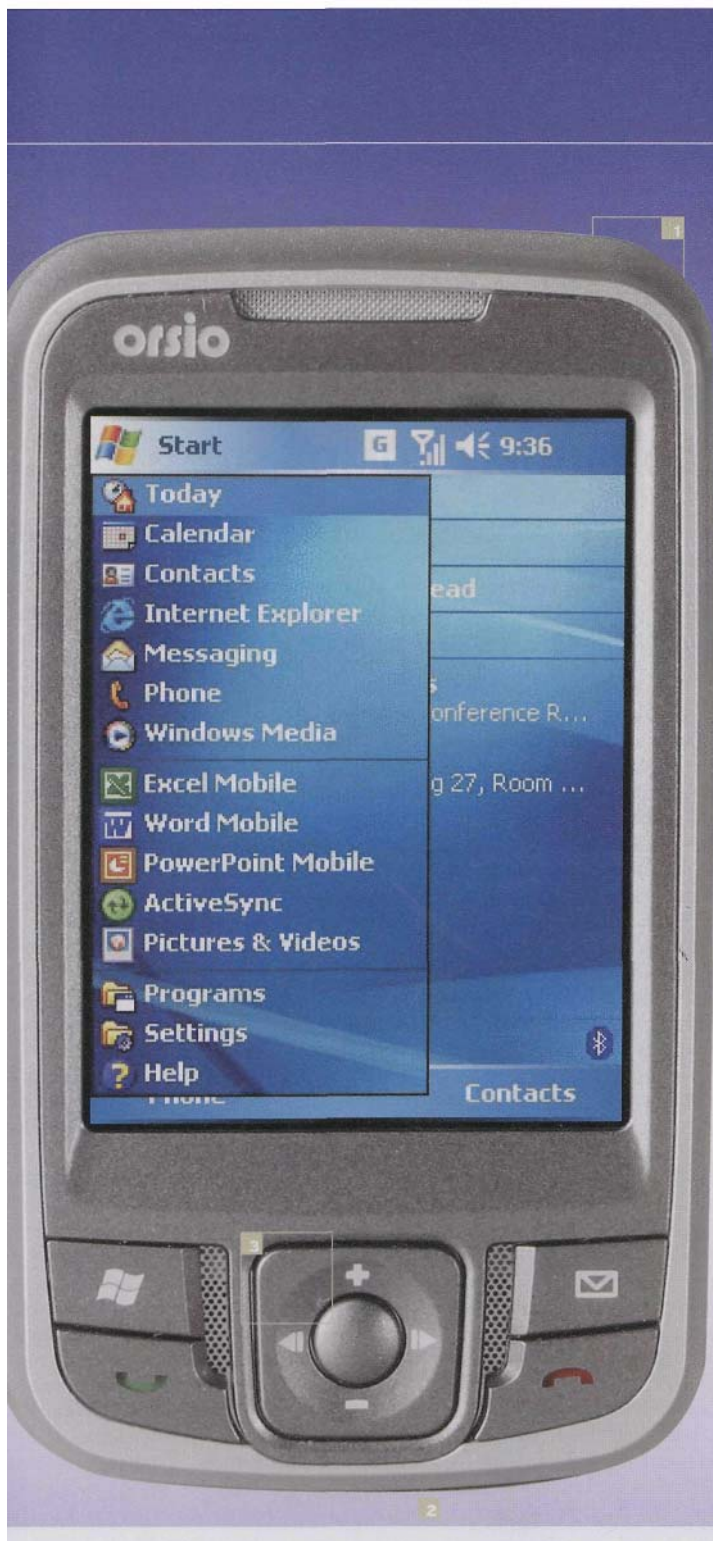 1
orsio
Start G 9:36
Today
Calendar
Contacts
ead
Internet Explorer
Messaging
Phone
s
onference R...
Windows Media
Excel Mobile
g 27, Room ...
Word Mobile
PowerPoint Mobile
ActiveSync
Pictures & Videos
Programs
Settings
Help
Phone Contacts
3
2